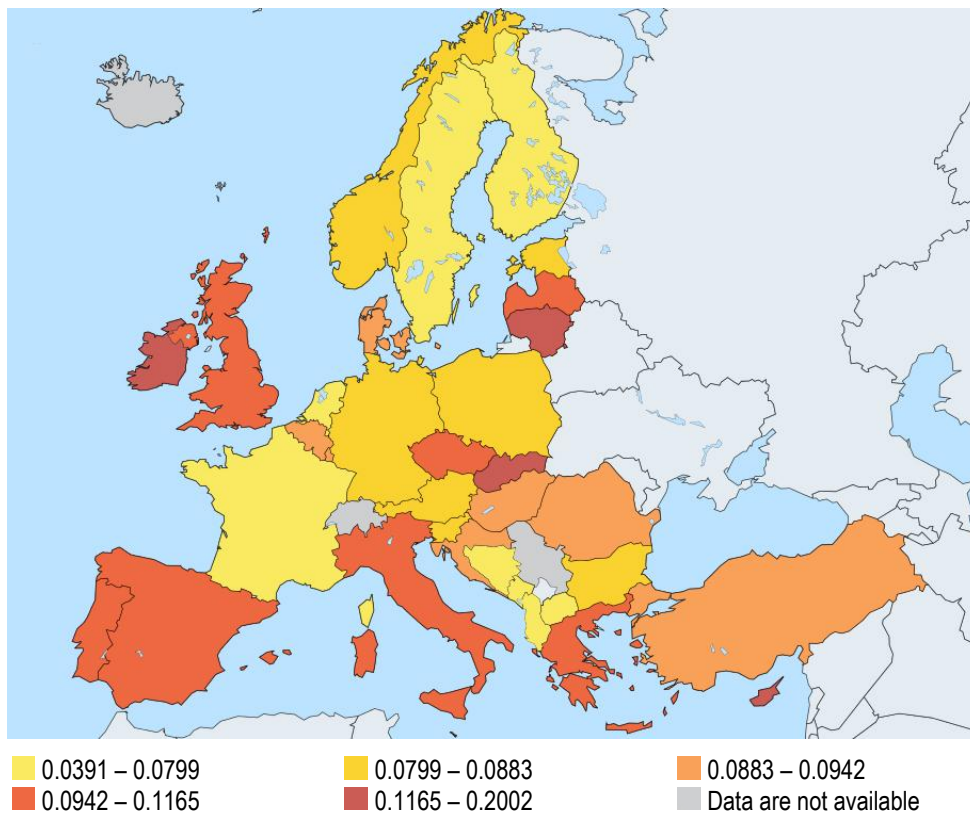 0.0391 – 0.0799
0.0799 – 0.0883
0.0883 – 0.0942
0.0942 – 0.1165
0.1165 – 0.2002
Data are not available